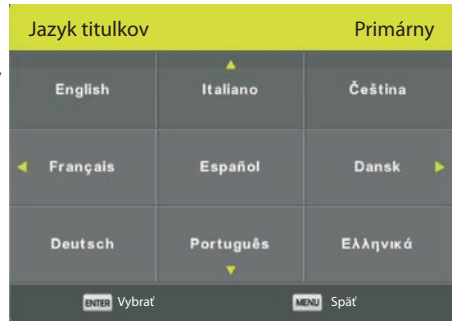 Jazyk titulkov Primárny
English Italiano Čeština
Français Español Dansk
Deutsch Português Ελληνικά
ENTER Vybrať MENU Späť